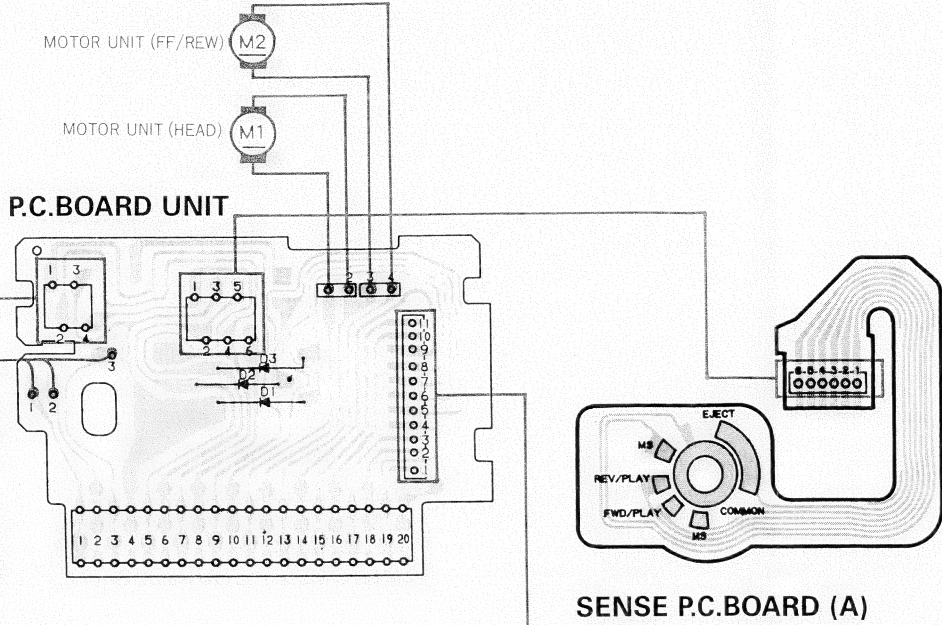 MOTOR UNIT (FF/REW) M2
MOTOR UNIT (HEAD) M1
P.C.BOARD UNIT
1 3
2 4
3
1 2
1 3 5
2 4 6
D3
D2
D1
2 3 4
11
10
9
8
7
6
5
4
3
2
1
1 2 3 4 5 6 7 8 9 10 11 12 13 14 15 16 17 18 19 20
6-5-4-3-2-1
EJECT
MS
REV/PLAY
FWD/PLAY
MS
COMMON
SENSE P.C.BOARD (A)